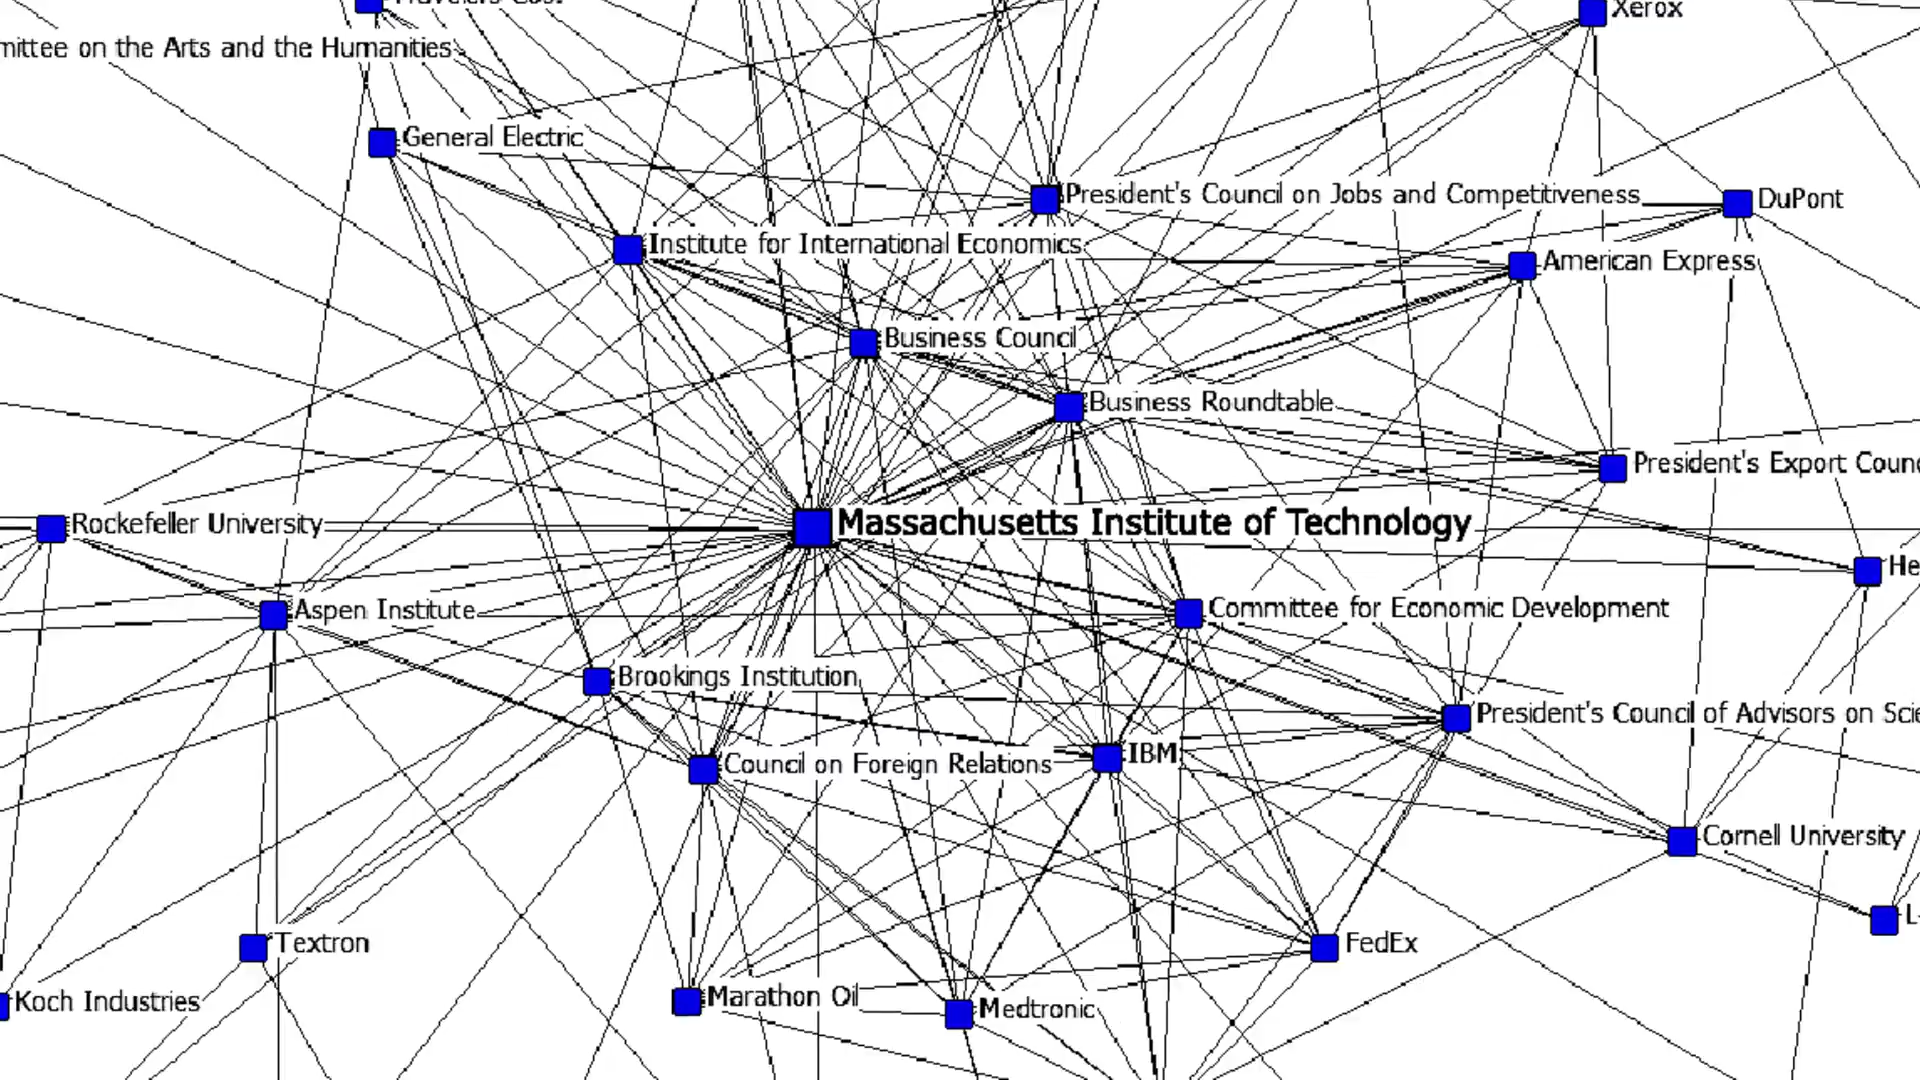 Xerox
mittee on the Arts and the Humanities
General Electric
President's Council on Jobs and Competitiveness
DuPont
Institute for International Economics
American Express
Business Council
Business Roundtable
President's Export Counc
Rockefeller University
Massachusetts Institute of Technology
He
Aspen Institute
Committee for Economic Development
Brookings Institution
President's Council of Advisors on Scie
Council on Foreign Relations
IBM
Cornell University
L
Textron
FedEx
Koch Industries
Marathon Oil
Medtronic